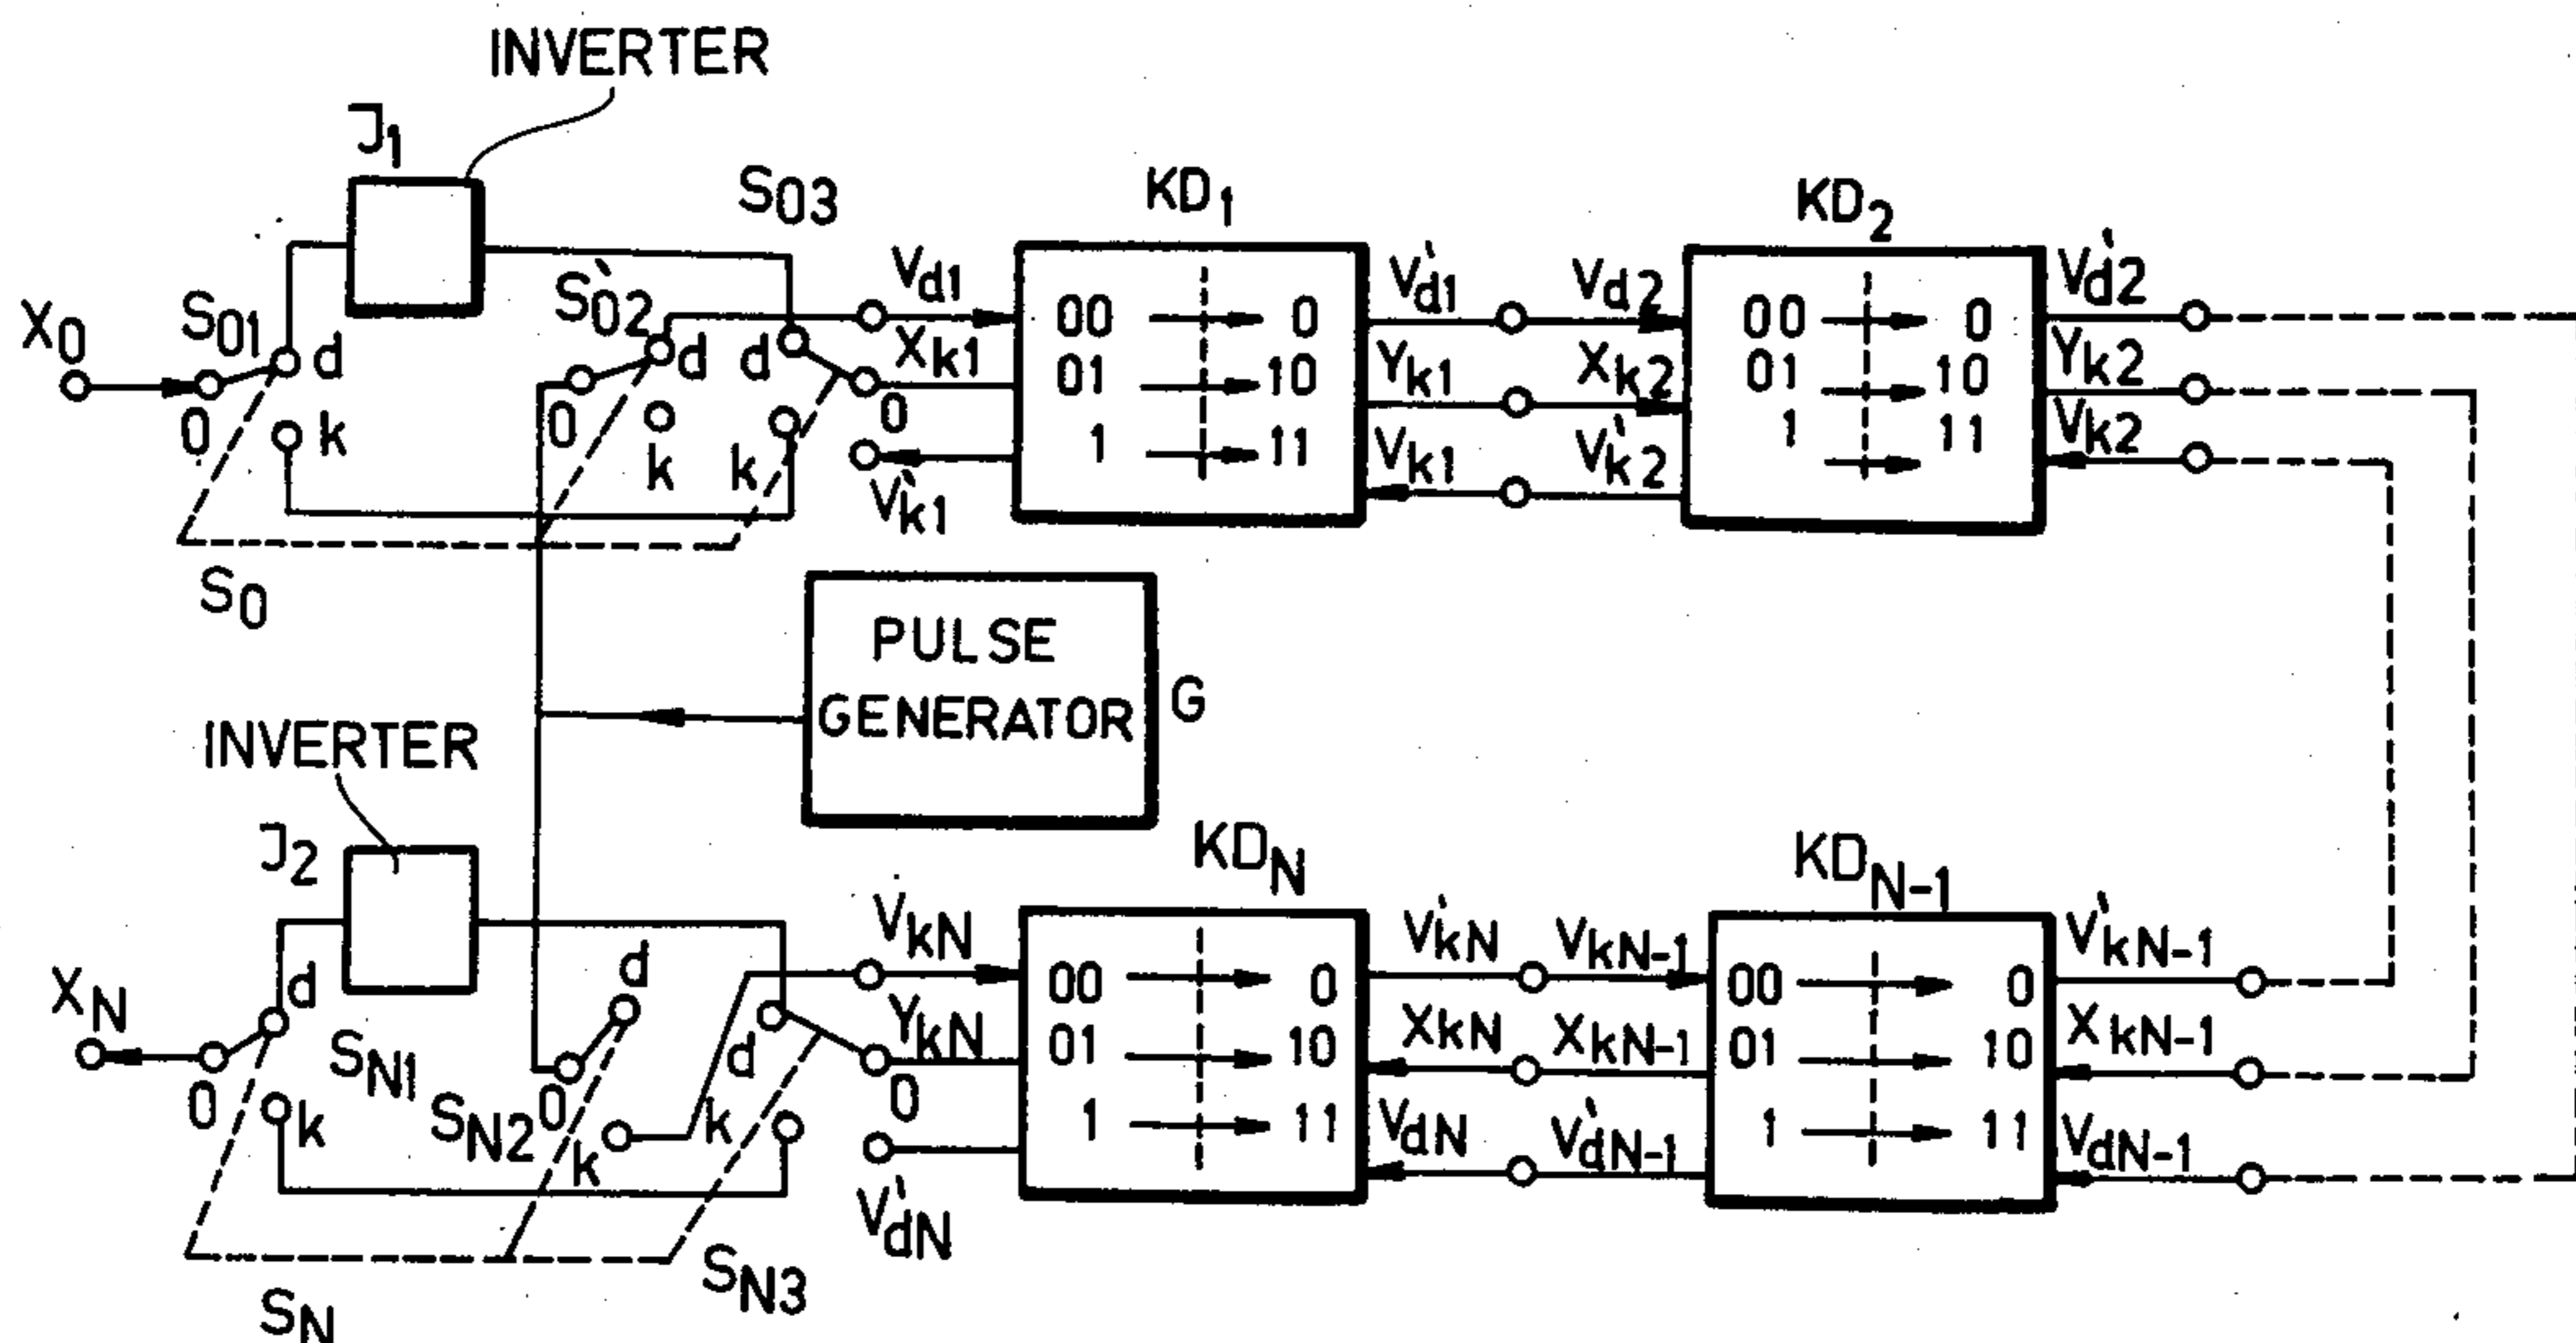 INVERTER
J1
S03
KD1
KD2
X0
S01
S'02
Vd1
V'd1
Vd2
V'd2
d
d
d
Xk1
00
0
Yk1
Xk2
00
0
Yk2
0
k
0
k
k
0
01
10
01
10
V'k1
1
11
Vk1
V'k2
1
11
Vk2
S0
PULSE
GENERATOR
G
INVERTER
J2
KDN
KDN-1
XN
d
SN1
d
VkN
V'kN
VkN-1
V'kN-1
0
k
SN2
0
k
d
k
YkN
0
00
0
XkN
XkN-1
00
0
XkN-1
01
10
01
10
V'dN
1
11
VdN
V'dN-1
1
11
VdN-1
SN
SN3